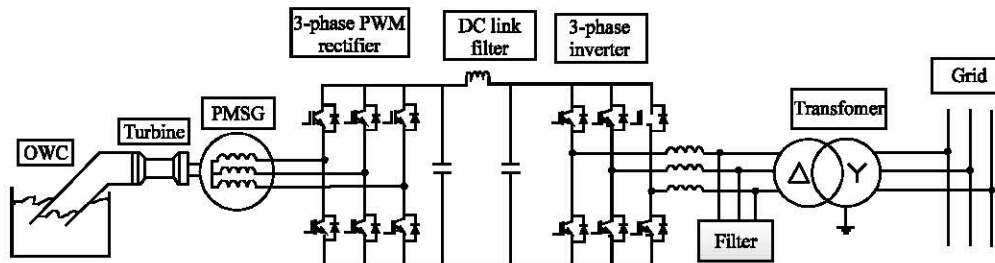 3-phase PWM
rectifier
DC link
filter
3-phase
inverter
Grid
Transfomer
PMSG
Turbine
OWC
Δ
Y
Filter